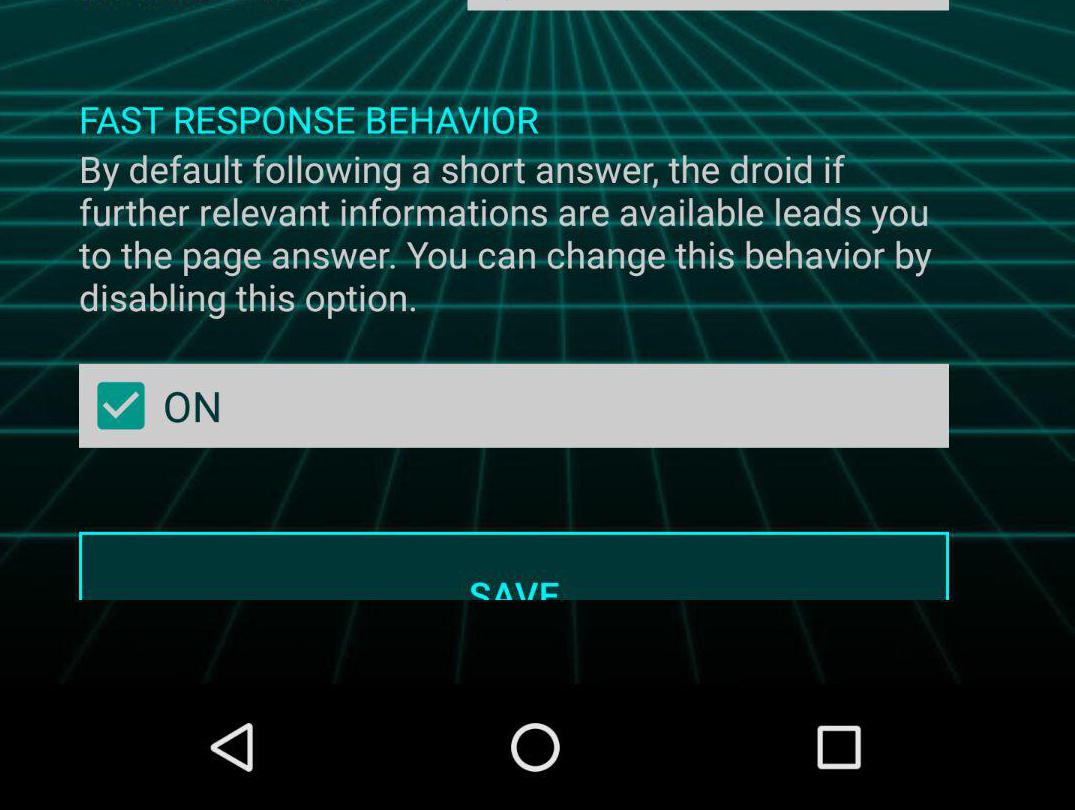 FAST RESPONSE BEHAVIOR
By default following a short answer, the droid if
further relevant informations are available leads you
to the page answer. You can change this behavior by
disabling this option.
ON
SAVE